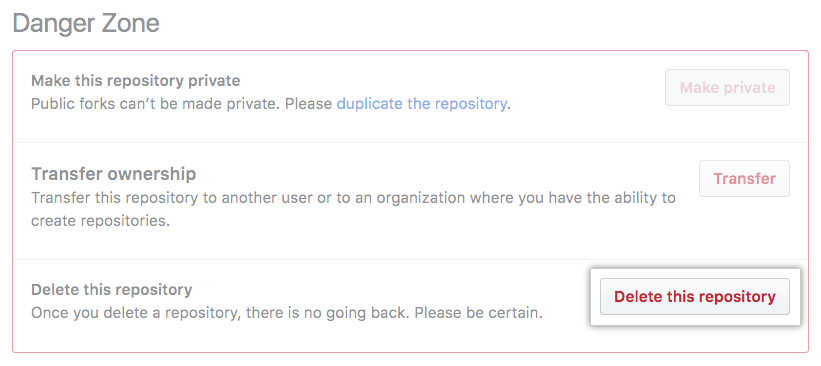 Danger Zone
Make this repository private
Public forks can't be made private. Please duplicate the repository.
Make private
Transfer ownership
Transfer this repository to another user or to an organization where you have the ability to
create repositories.
Transfer
Delete this repository
Once you delete a repository, there is no going back. Please be certain.
Delete this repository